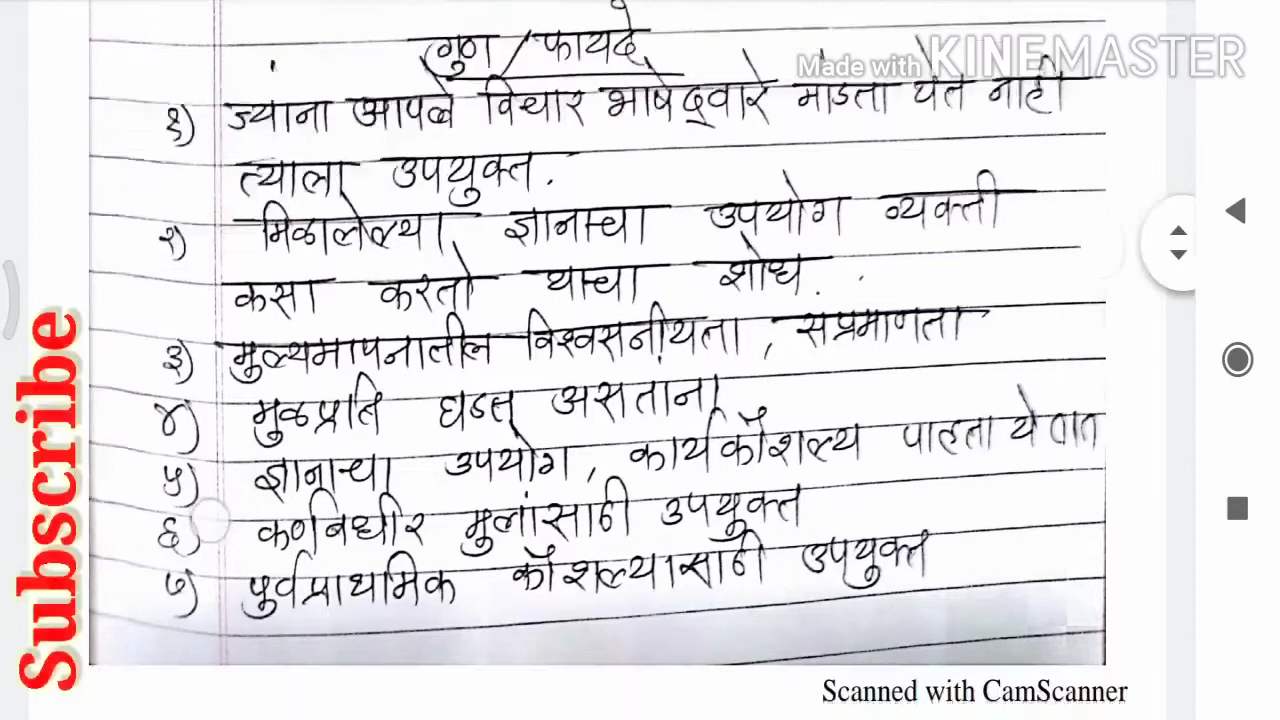 गुण / फायदे
Made with KINEMASTER
१) ज्यांना आपले विचार भाषेद्वारे मांडता येत नाही
त्याला उपयुक्त.
२) मिळालेल्या ज्ञानाचा उपयोग व्यक्ती
कसा करतो याचा शोध.
३) मुल्यमापनातील विश्वसनीयता, सप्रमाणता
४) मुळप्रति घडत असताना
५) ज्ञानाचा उपयोग, कार्यकौशल्य पाहता येतात
६) कर्णबधीर मुलांसाठी उपयुक्त
७) पुर्वप्राथमिक कौशल्यासाठी उपयुक्त
Subscribe
Scanned with CamScanner